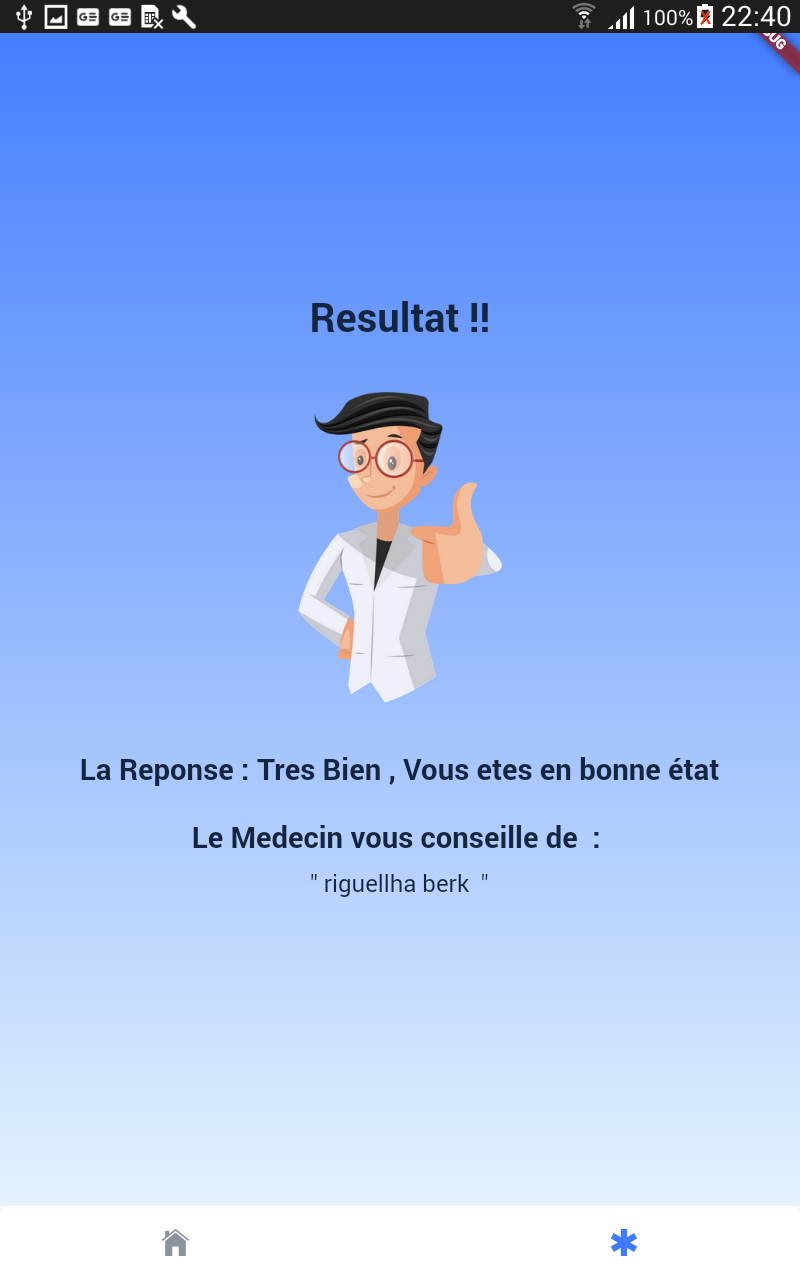 100% 22:40
UG
Resultat !!
La Reponse : Tres Bien , Vous etes en bonne état
Le Medecin vous conseille de  :
" riguellha berk  "